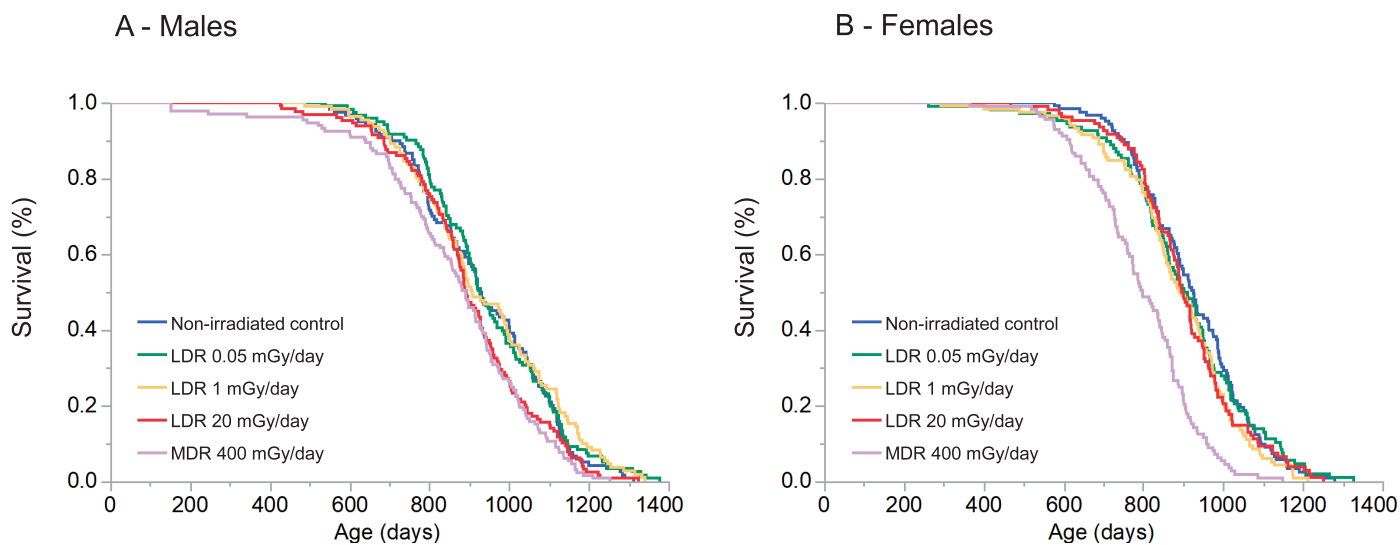 A - Males
1.0
0.8
0.6
0.4
0.2
0.0
Survival (%)
Non-irradiated control
LDR 0.05 mGy/day
LDR 1 mGy/day
LDR 20 mGy/day
MDR 400 mGy/day
0 200 400 600 800 1000 1200 1400
Age (days)
B - Females
1.0
0.8
0.6
0.4
0.2
0.0
Survival (%)
Non-irradiated control
LDR 0.05 mGy/day
LDR 1 mGy/day
LDR 20 mGy/day
MDR 400 mGy/day
0 200 400 600 800 1000 1200 1400
Age (days)